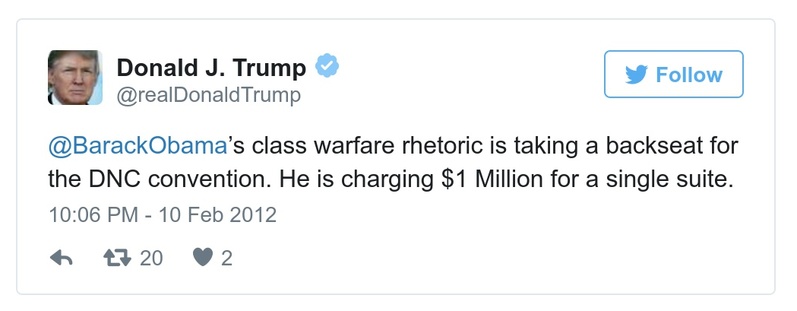 Donald J. Trump
@realDonaldTrump
Follow
@BarackObama’s class warfare rhetoric is taking a backseat for
the DNC convention. He is charging $1 Million for a single suite.
10:06 PM - 10 Feb 2012
20 2